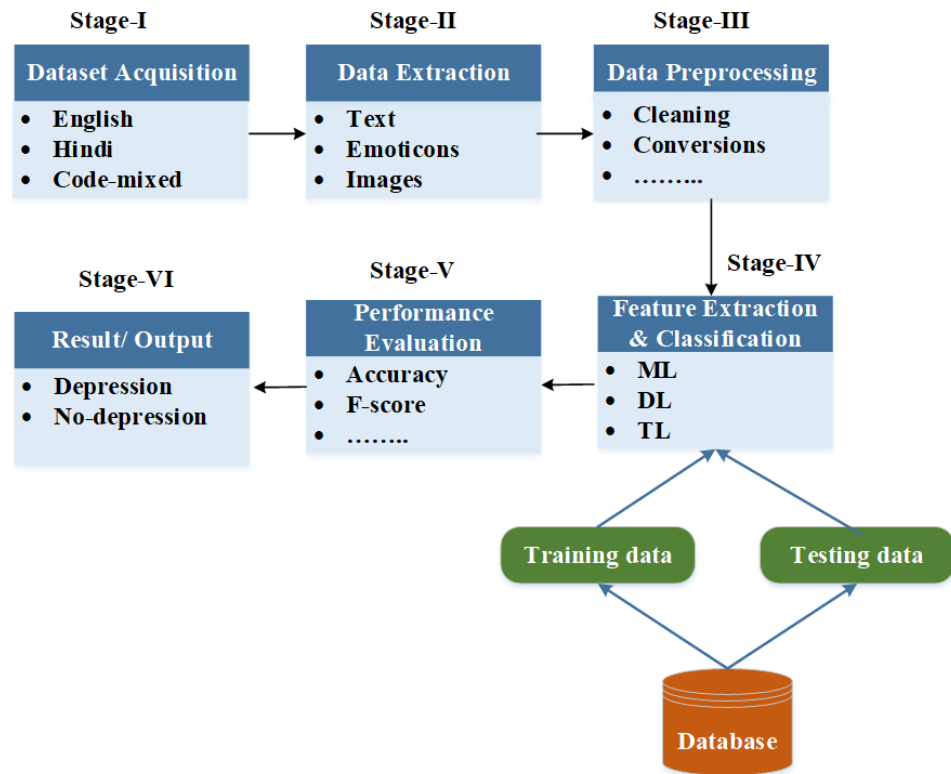 Stage-I
Dataset Acquisition
• English
• Hindi
• Code-mixed
Stage-II
Data Extraction
• Text
• Emoticons
• Images
Stage-III
Data Preprocessing
• Cleaning
• Conversions
• ………..
Stage-IV
Feature Extraction
& Classification
• ML
• DL
• TL
Stage-V
Performance
Evaluation
• Accuracy
• F-score
• ……..
Stage-VI
Result/ Output
• Depression
• No-depression
Training data
Testing data
Database